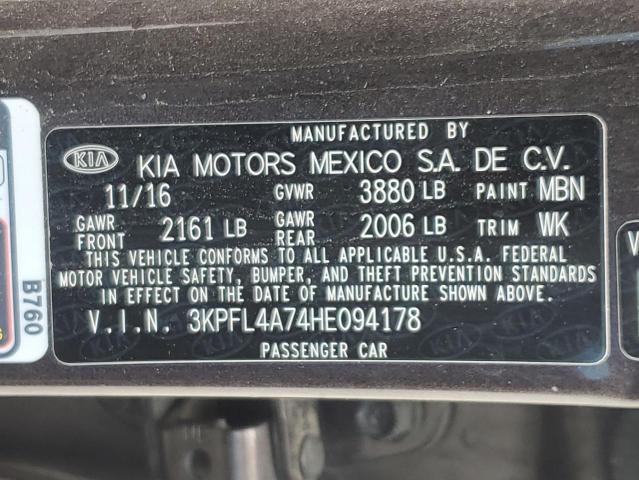 MANUFACTURED BY
KIA KIA MOTORS MEXICO S.A. DE C.V.
11/16 GVWR 3880 LB PAINT MBN
GAWR FRONT 2161 LB GAWR REAR 2006 LB TRIM WK
THIS VEHICLE CONFORMS TO ALL APPLICABLE U.S.A. FEDERAL
MOTOR VEHICLE SAFETY, BUMPER, AND THEFT PREVENTION STANDARDS
IN EFFECT ON THE DATE OF MANUFACTURE SHOWN ABOVE.
V.I.N. 3KPFL4A74HE094178
PASSENGER CAR
B760